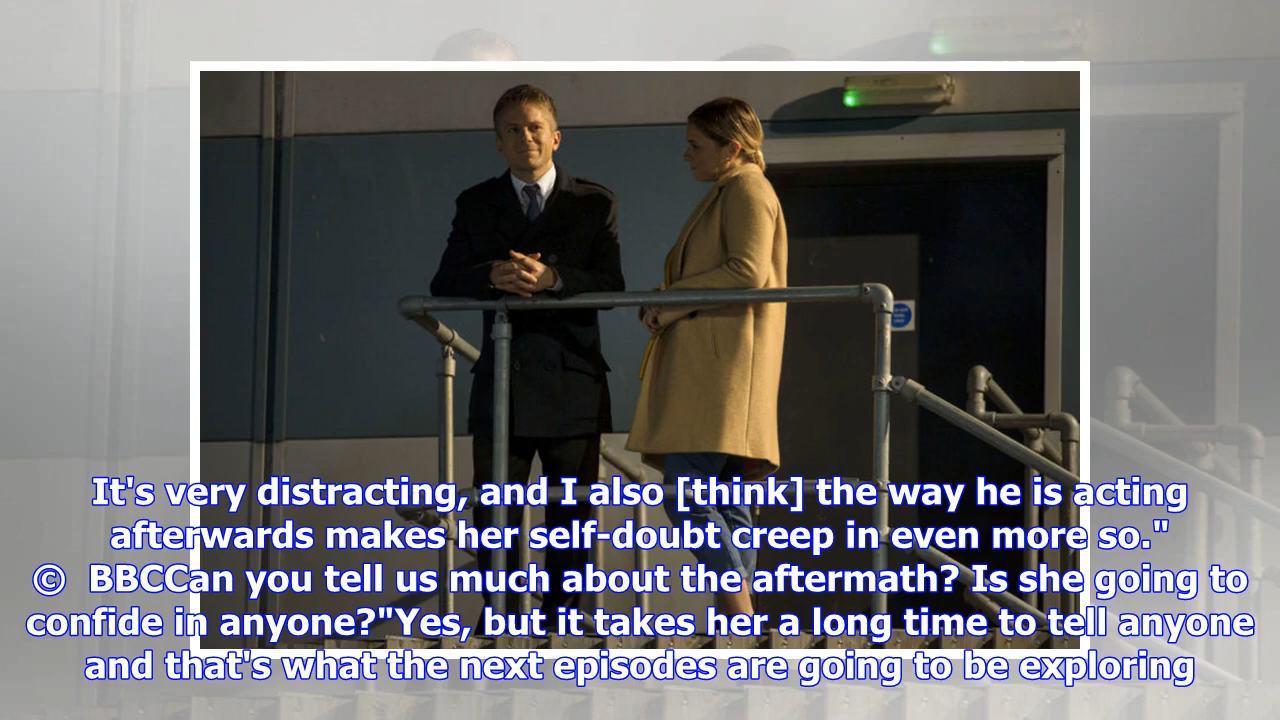 It's very distracting, and I also [think] the way he is acting
afterwards makes her self-doubt creep in even more so."
©  BBCCan you tell us much about the aftermath? Is she going to
confide in anyone?"Yes, but it takes her a long time to tell anyone
and that's what the next episodes are going to be exploring